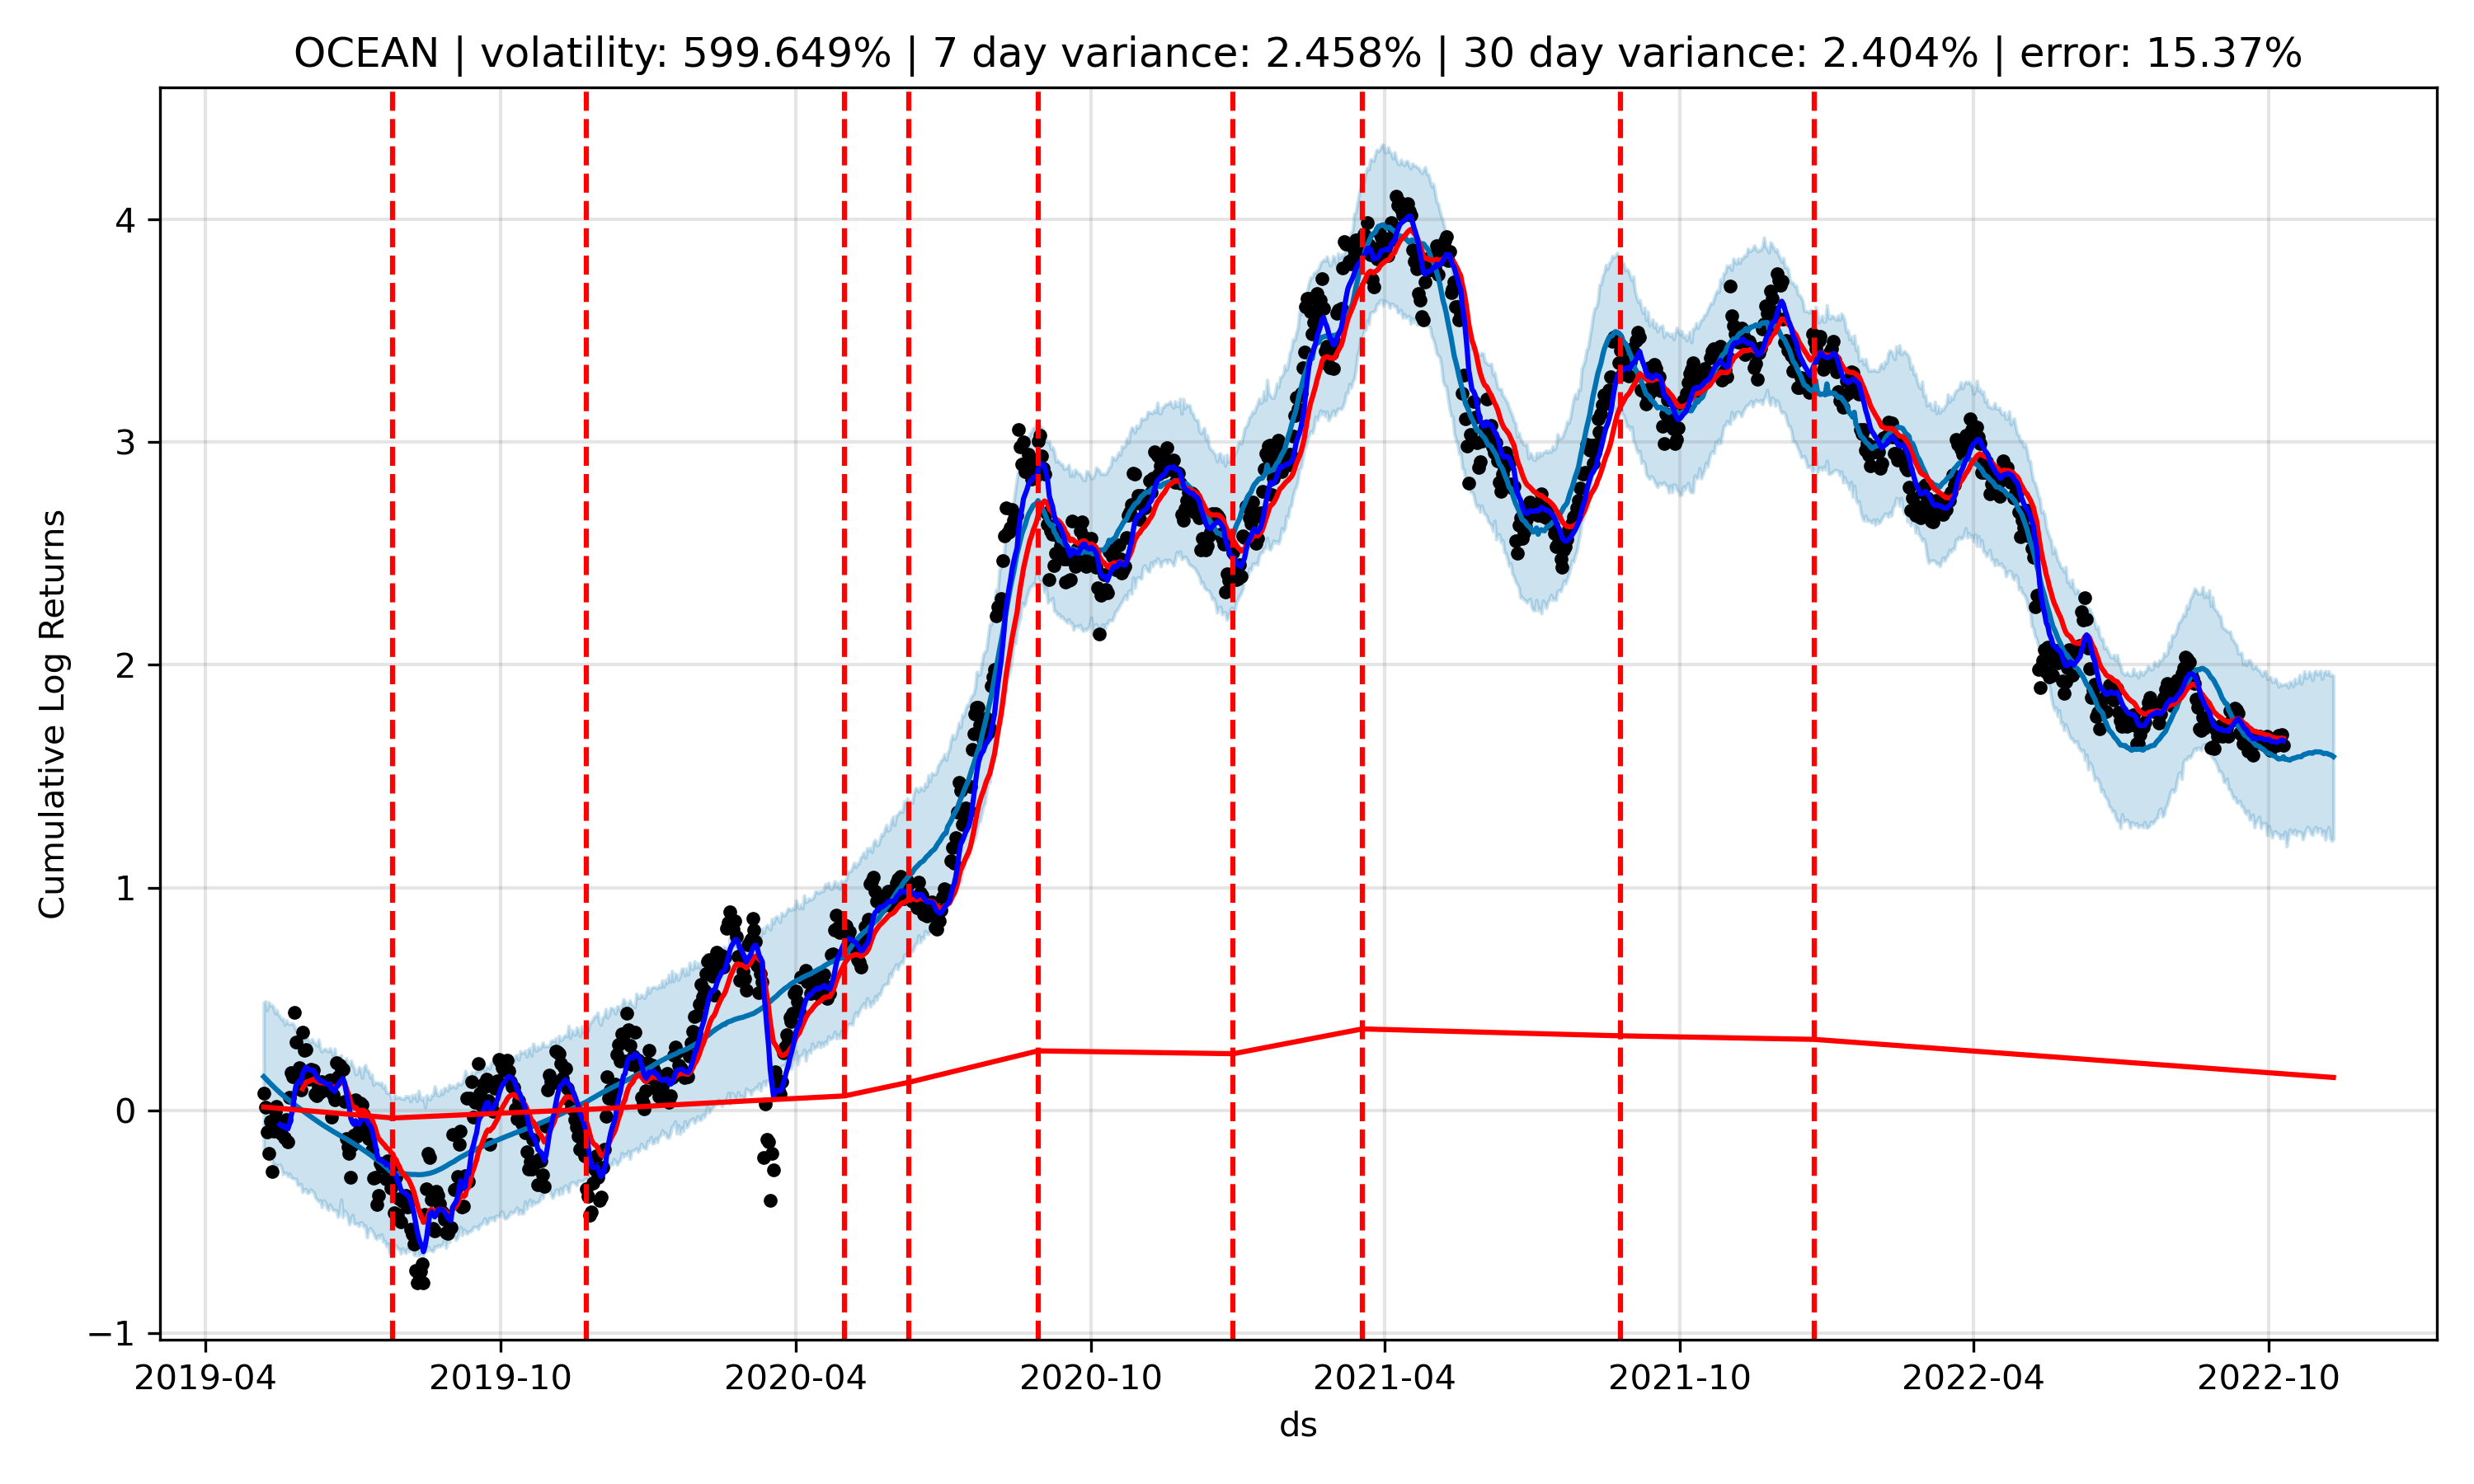 OCEAN | volatility: 599.649% | 7 day variance: 2.458% | 30 day variance: 2.404% | error: 15.37%
Cumulative Log Returns
4
3
2
1
0
−1
2019-04 2019-10 2020-04 2020-10 2021-04 2021-10 2022-04 2022-10
ds